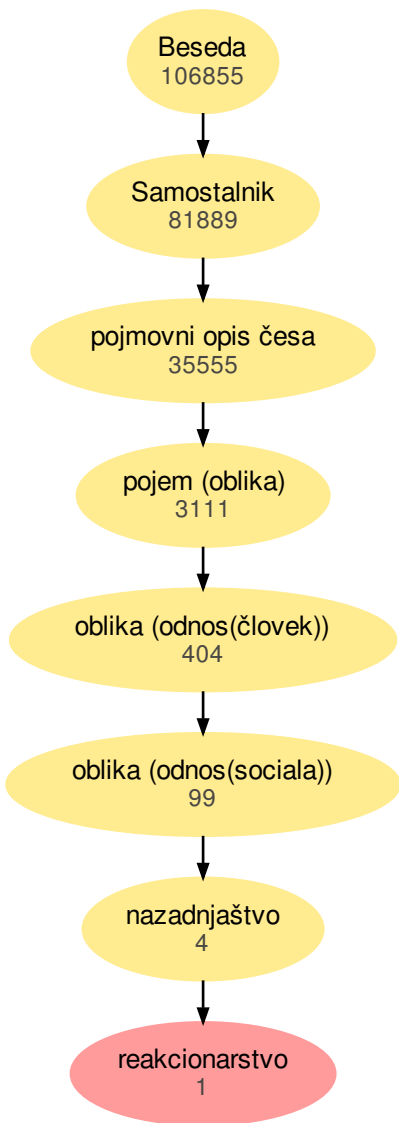 Beseda
106855
Samostalnik
81889
pojmovni opis česa
35555
pojem (oblika)
3111
oblika (odnos(človek))
404
oblika (odnos(sociala))
99
nazadnjaštvo
4
reakcionarstvo
1